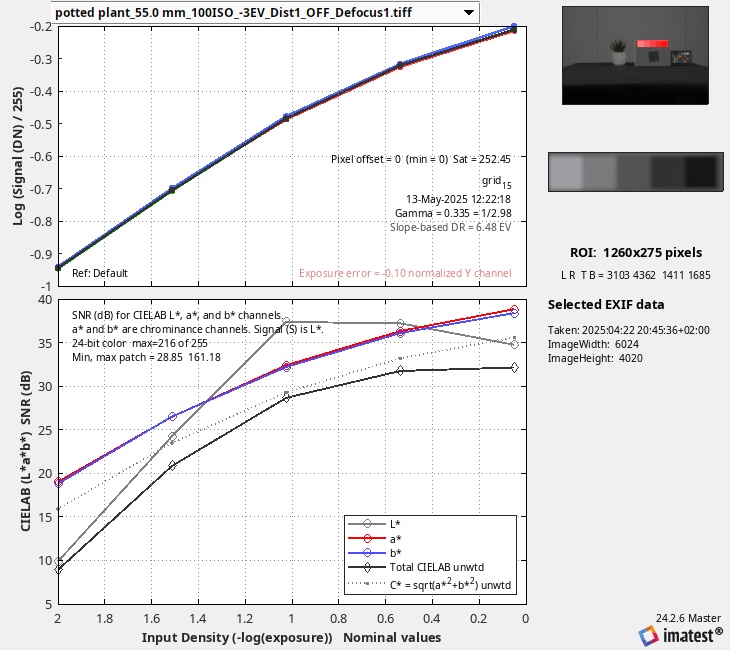 potted plant_55.0 mm_100ISO_-3EV_Dist1_OFF_Defocus1.tiff
-0.2
-0.3
-0.4
-0.5
-0.6
-0.7
-0.8
-0.9
-1
Log (Signal (DN) / 255)
Pixel offset = 0 (min = 0) Sat = 252.45
grid15
13-May-2025 12:22:18
Gamma = 0.335 = 1/2.98
Slope-based DR = 6.48 EV
Ref: Default
Exposure error = -0.10 normalized Y channel
ROI: 1260x275 pixels
L R T B = 3103 4362 1411 1685
Selected EXIF data
Taken: 2025:04:22 20:45:36+02:00
ImageWidth: 6024
ImageHeight: 4020
40
35
30
25
20
15
10
5
CIELAB (L*a*b*) SNR (dB)
SNR (dB) for CIELAB L*, a*, and b* channels.
a* and b* are chrominance channels. Signal (S) is L*.
24-bit color max=216 of 255
Min, max patch = 28.85 161.18
L*
a*
b*
Total CIELAB unwtd
C* = sqrt(a*2+b*2) unwtd
2
1.8
1.6
1.4
1.2
1
0.8
0.6
0.4
0.2
0
Input Density (-log(exposure)) Nominal values
24.2.6 Master
imatest®